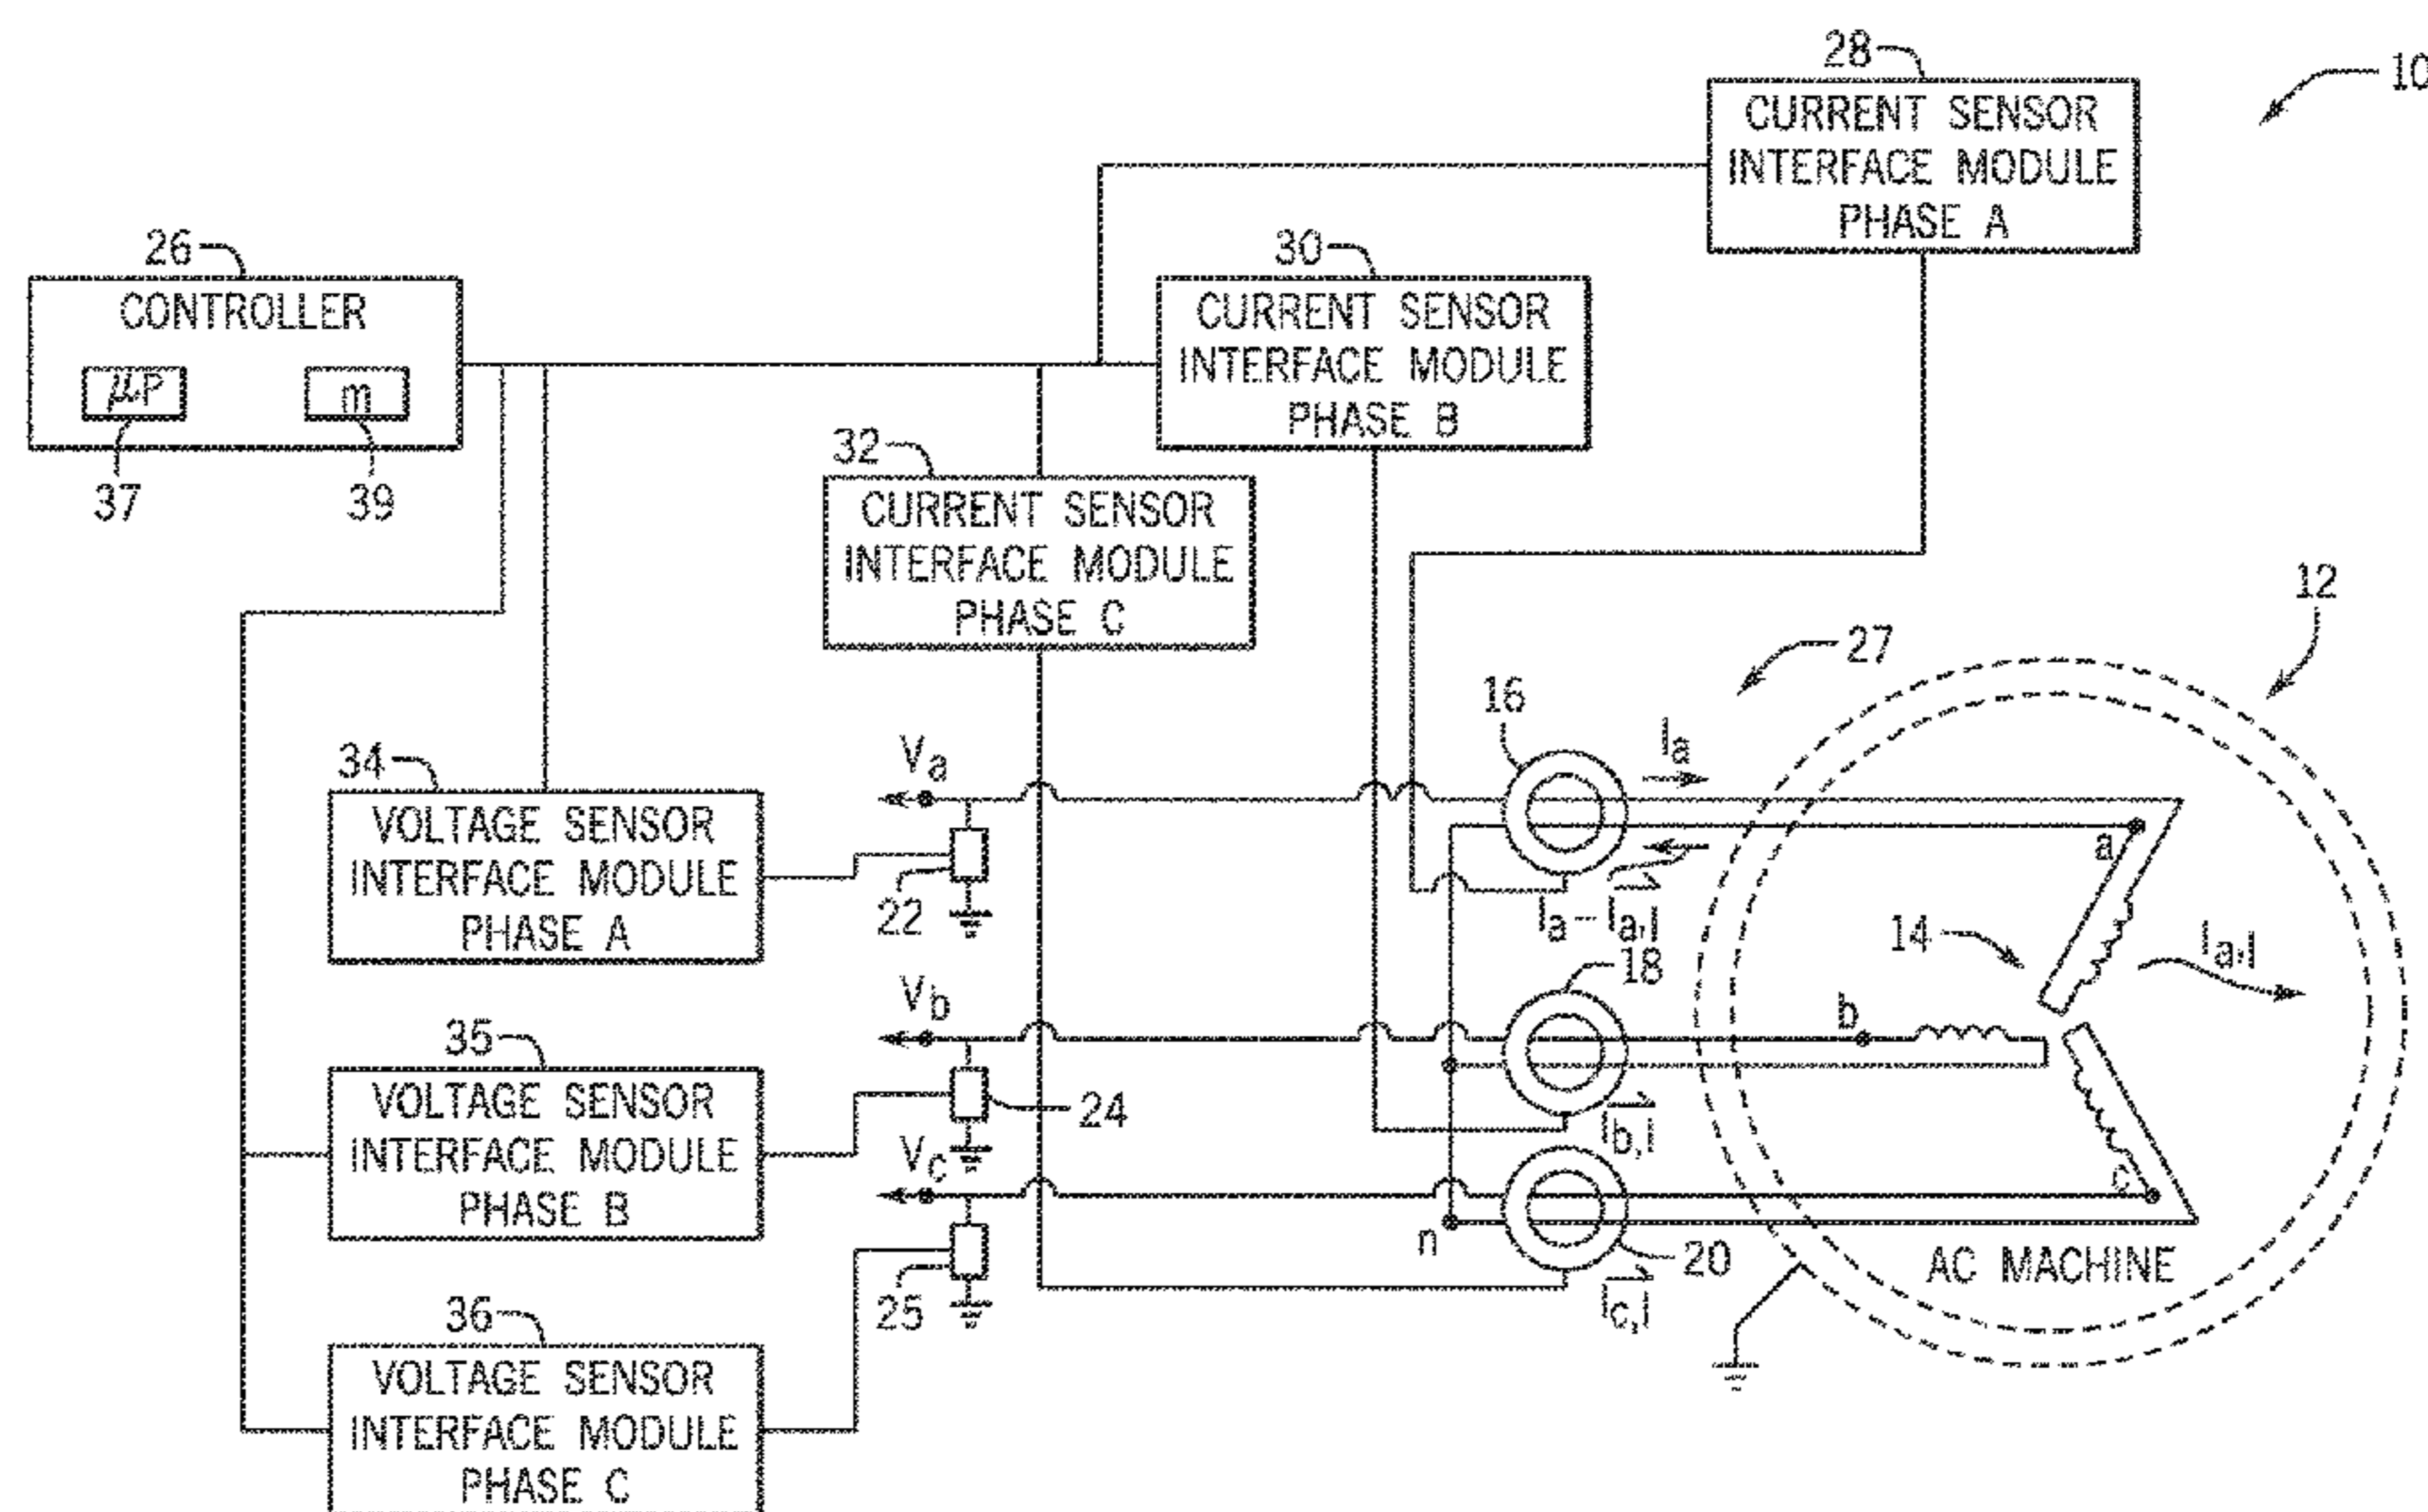 28
10
CURRENT SENSOR
INTERFACE MODULE
PHASE A
26
30
CONTROLLER
μP
m
37
39
CURRENT SENSOR
INTERFACE MODULE
PHASE B
32
CURRENT SENSOR
INTERFACE MODULE
PHASE C
12
27
16
Ia
34
Va
VOLTAGE SENSOR
INTERFACE MODULE
PHASE A
22
a
Ia-Ia,l
14
Ia,l
18
Vb
b
35
VOLTAGE SENSOR
INTERFACE MODULE
PHASE B
24
Ib,l
Vc
c
n
20
AC MACHINE
25
Ic,l
36
VOLTAGE SENSOR
INTERFACE MODULE
PHASE C